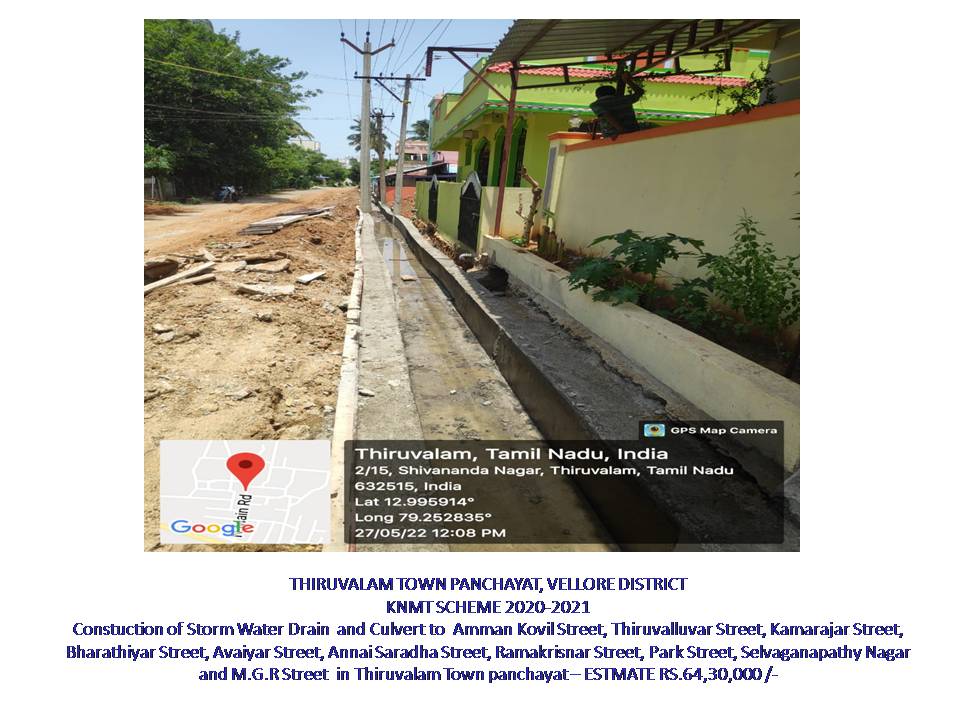 GPS Map Camera
Thiruvalam, Tamil Nadu, India
2/15, Shivananda Nagar, Thiruvalam, Tamil Nadu
632515, India
Lat 12.995914°
Long 79.252835°
27/05/22 12:08 PM
Rd
Google
THIRUVALAM TOWN PANCHAYAT, VELLORE DISTRICT
KNMT SCHEME 2020-2021
Constuction of Storm Water Drain and Culvert to Amman Kovil Street, Thiruvalluvar Street, Kamarajar Street,
Bharathiyar Street, Avaiyar Street, Annai Saradha Street, Ramakrisnar Street, Park Street, Selvaganapathy Nagar
and M.G.R Street in Thiruvalam Town panchayat – ESTMATE RS.64,30,000 /-